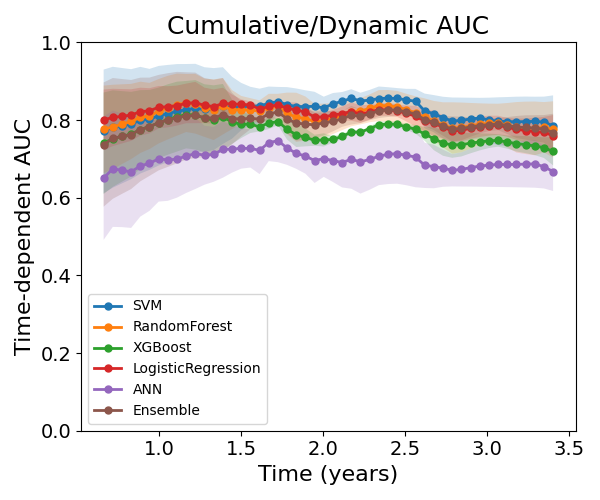 Cumulative/Dynamic AUC
1.0
0.8
0.6
0.4
0.2
0.0
Time-dependent AUC
SVM
RandomForest
XGBoost
LogisticRegression
ANN
Ensemble
1.0 1.5 2.0 2.5 3.0 3.5
Time (years)